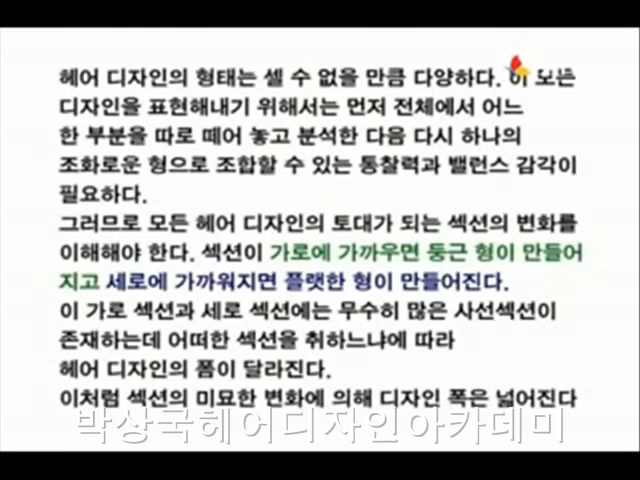 헤어 디자인의 형태는 셀 수 없을 만큼 다양하다. 이 모든
디자인을 표현해내기 위해서는 먼저 전체에서 어느
한 부분을 따로 떼어 놓고 분석한 다음 다시 하나의
조화로운 형으로 조합할 수 있는 통찰력과 밸런스 감각이
필요하다.
그러므로 모든 헤어 디자인의 토대가 되는 섹션의 변화를
이해해야 한다. 섹션이 가로에 가까우면 둥근 형이 만들어
지고 세로에 가까워지면 플랫한 형이 만들어진다.
이 가로 섹션과 세로 섹션에는 무수히 많은 사선섹션이
존재하는데 어떠한 섹션을 취하느냐에 따라
헤어 디자인의 폼이 달라진다.
이처럼 섹션의 미묘한 변화에 의해 디자인 폭은 넓어진다
박상국헤어디자인아카데미